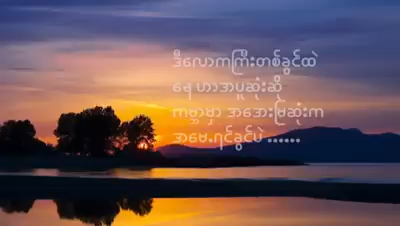 ဒီလောကကြီးတစ်ခွင်ထဲ
ရေ ဟာအပူဆုံးဆို
ကမ္ဘာမှာ အအေးမြဆုံးက
အမေ့ရင်ခွင်ပဲ ......